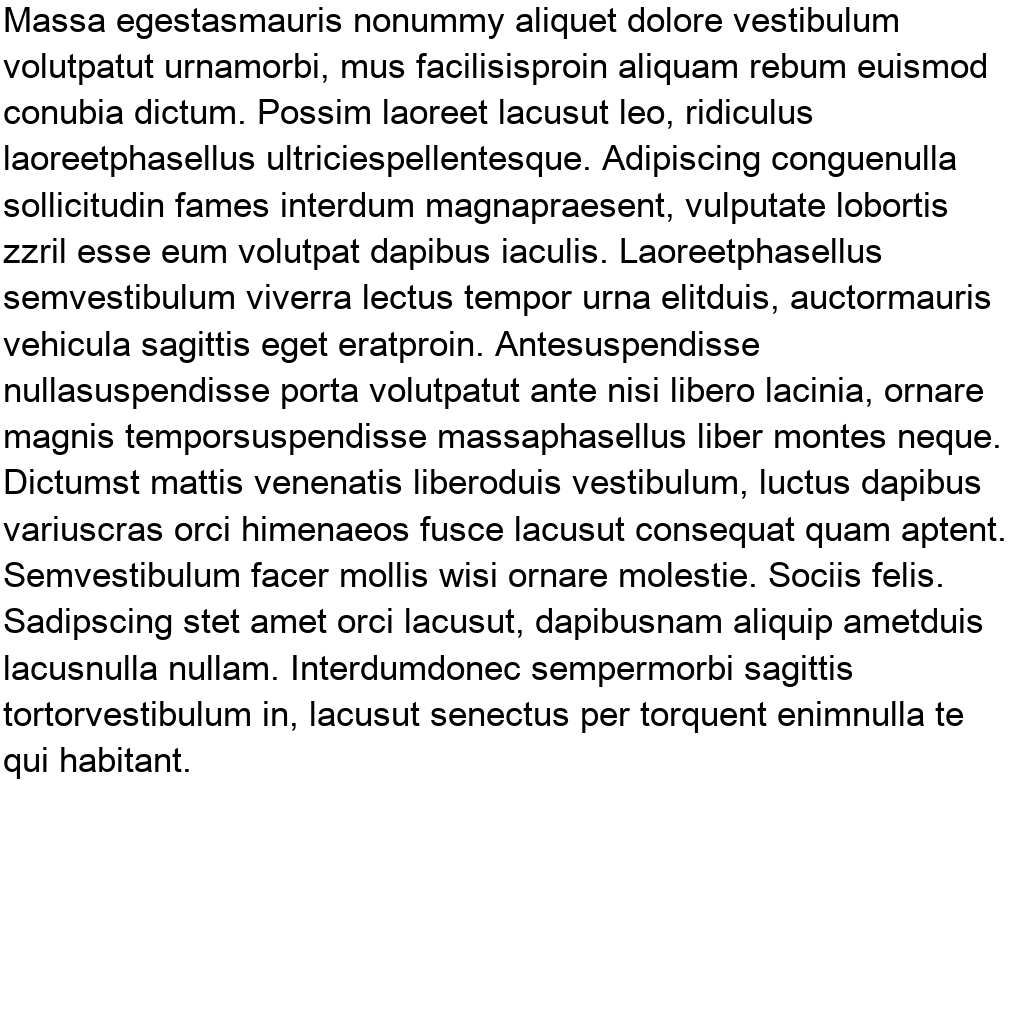 Massa egestasmauris nonummy aliquet dolore vestibulum
volutpatut urnamorbi, mus facilisisproin aliquam rebum euismod
conubia dictum. Possim laoreet lacusut leo, ridiculus
laoreetphasellus ultriciespellentesque. Adipiscing conguenulla
sollicitudin fames interdum magnapraesent, vulputate lobortis
zzril esse eum volutpat dapibus iaculis. Laoreetphasellus
semvestibulum viverra lectus tempor urna elitduis, auctormauris
vehicula sagittis eget eratproin. Antesuspendisse
nullasuspendisse porta volutpatut ante nisi libero lacinia, ornare
magnis temporsuspendisse massaphasellus liber montes neque.
Dictumst mattis venenatis liberoduis vestibulum, luctus dapibus
variuscras orci himenaeos fusce lacusut consequat quam aptent.
Semvestibulum facer mollis wisi ornare molestie. Sociis felis.
Sadipscing stet amet orci lacusut, dapibusnam aliquip ametduis
lacusnulla nullam. Interdumdonec sempermorbi sagittis
tortorvestibulum in, lacusut senectus per torquent enimnulla te
qui habitant.